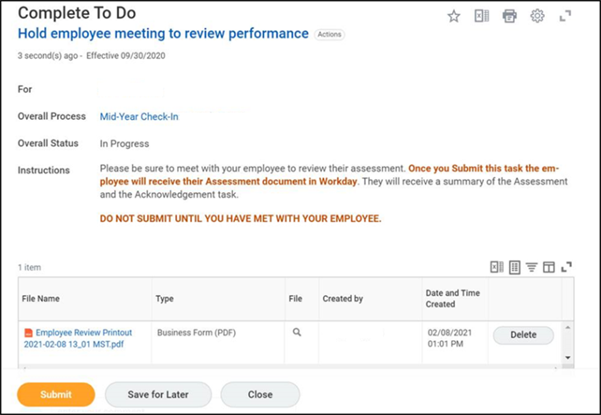 Complete To Do
Hold employee meeting to review performance Actions
3 second(s) ago - Effective 09/30/2020
For
Overall Process Mid-Year Check-In
Overall Status In Progress
Instructions Please be sure to meet with your employee to review their assessment. Once you Submit this task the em-
ployee will receive their Assessment document in Workday. They will receive a summary of the Assessment
and the Acknowledgement task.
DO NOT SUBMIT UNTIL YOU HAVE MET WITH YOUR EMPLOYEE.
1 item
File Name Type File Created by Date and Time
Created
Employee Review Printout Business Form (PDF) 02/08/2021 Delete
2021-02-08 13_01 MST.pdf 01:01 PM
Submit Save for Later Close